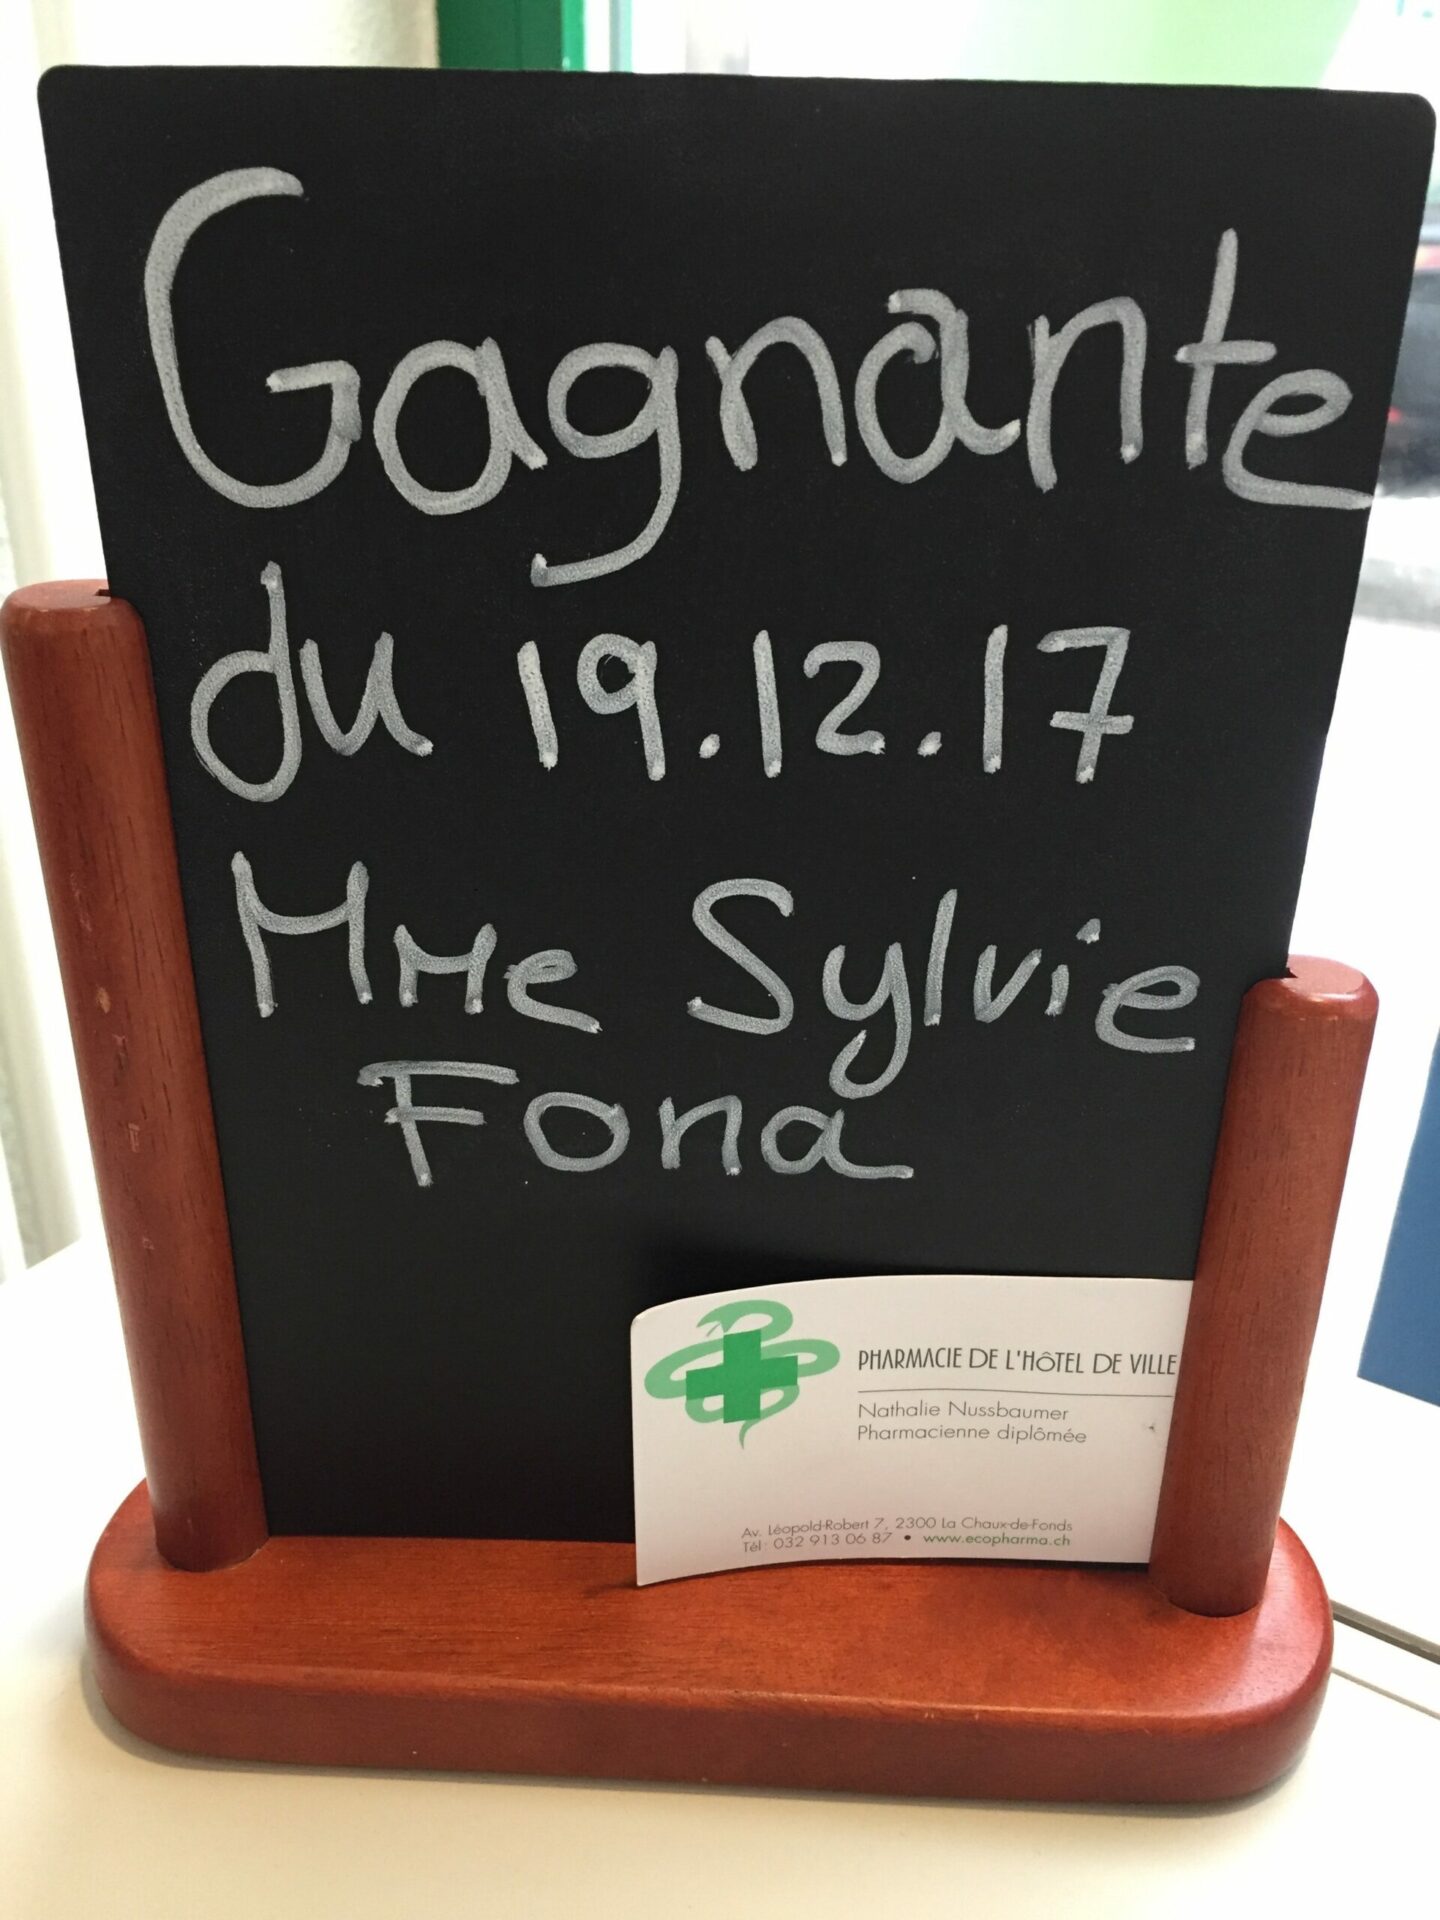 Gagnante
du 19.12.17
Mme Sylvie
Fona
PHARMACIE DE L'HÔTEL DE VILLE
Nathalie Nussbaumer
Pharmacienne diplômée
Av. Léopold-Robert 7, 2300 La Chaux-de-Fonds
Tél: 032 913 06 87 • www.ecopharma.ch